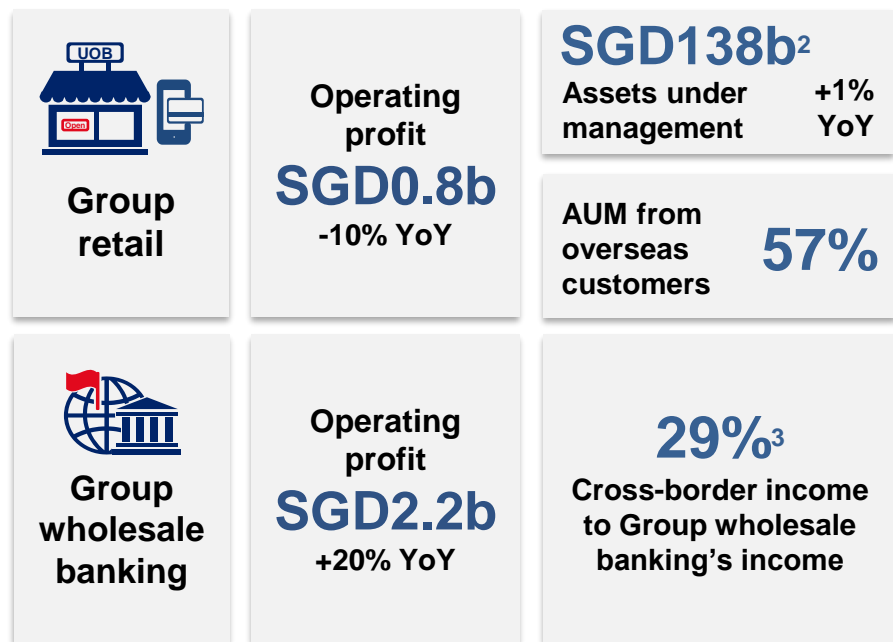 UOB
Open
Group
retail
Operating
profit
SGD0.8b
-10% YoY
SGD138b2
Assets under
management
+1%
YoY
AUM from
overseas
customers
57%
Group
wholesale
banking
Operating
profit
SGD2.2b
+20% YoY
29%3
Cross-border income
to Group wholesale
banking’s income